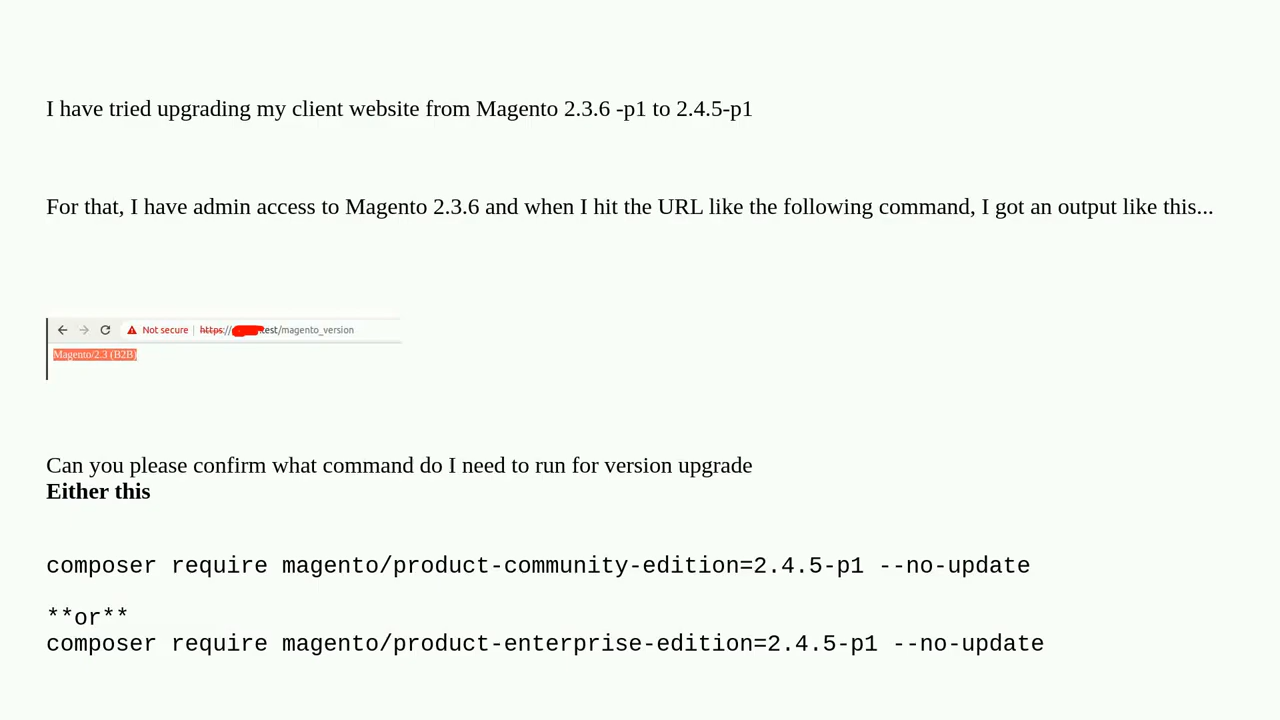 I have tried upgrading my client website from Magento 2.3.6 -p1 to 2.4.5-p1
For that, I have admin access to Magento 2.3.6 and when I hit the URL like the following command, I got an output like this...
Not secure | https:// test/magento_version
Magento/2.3 (B2B)
Can you please confirm what command do I need to run for version upgrade
Either this
composer require magento/product-community-edition=2.4.5-p1 --no-update
**or**
composer require magento/product-enterprise-edition=2.4.5-p1 --no-update